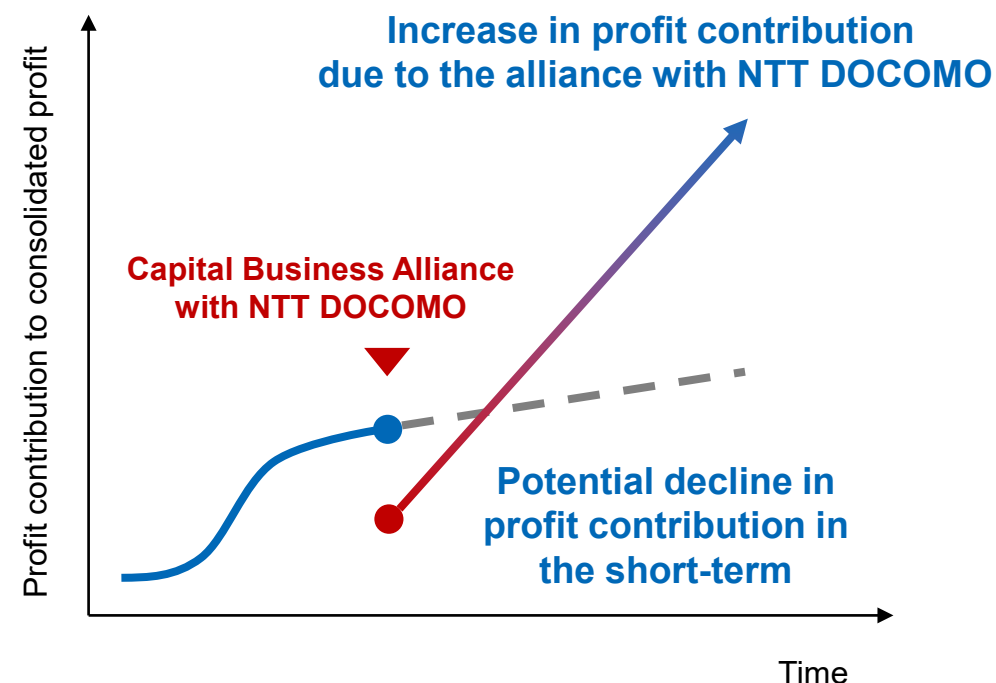 Increase in profit contribution
due to the alliance with NTT DOCOMO
Profit contribution to consolidated profit
Capital Business Alliance
with NTT DOCOMO
Potential decline in
profit contribution in
the short-term
Time